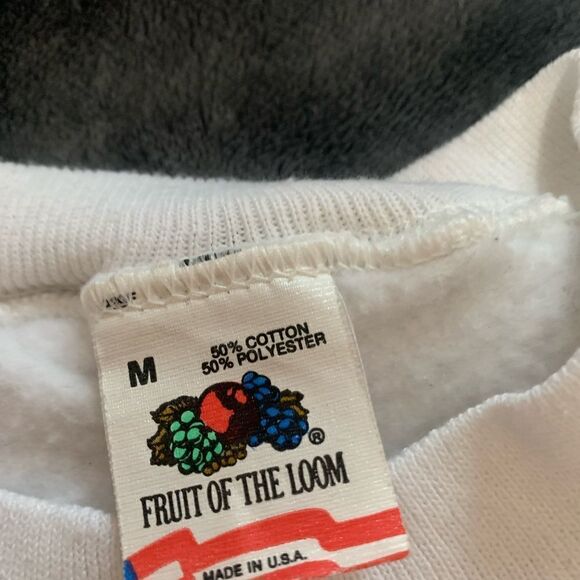 M
50% COTTON
50% POLYESTER
®
FRUIT OF THE LOOM
MADE IN U.S.A.